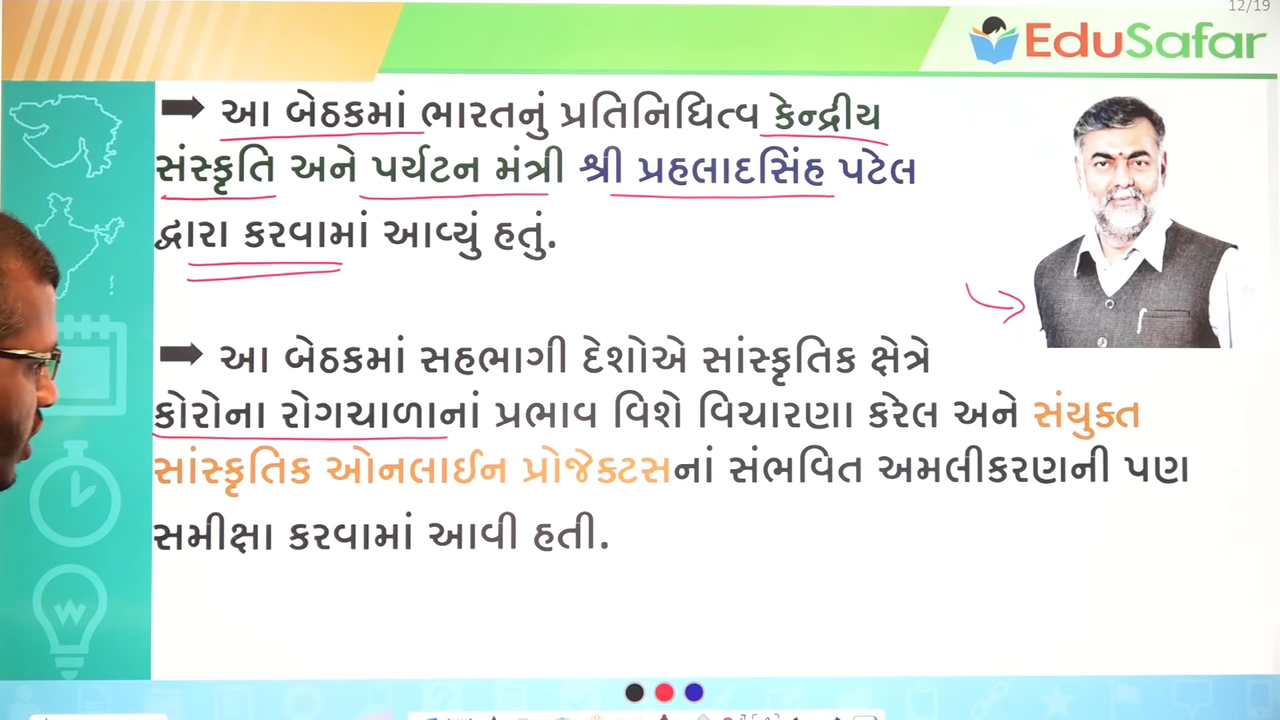 12/19
EduSafar
આ બેઠકમાં ભારતનું પ્રતિનિધિત્વ કેન્દ્રીય
સંસ્કૃતિ અને પર્યટન મંત્રી શ્રી પ્રહલાદસિંહ પટેલ
દ્વારા કરવામાં આવ્યું હતું.
આ બેઠકમાં સહભાગી દેશોએ સાંસ્કૃતિક ક્ષેત્રે
કોરોના રોગચાળાનાં પ્રભાવ વિશે વિચારણા કરેલ અને સંયુક્ત
સાંસ્કૃતિક ઓનલાઈન પ્રોજેક્ટસનાં સંભવિત અમલીકરણની પણ
સમીક્ષા કરવામાં આવી હતી.